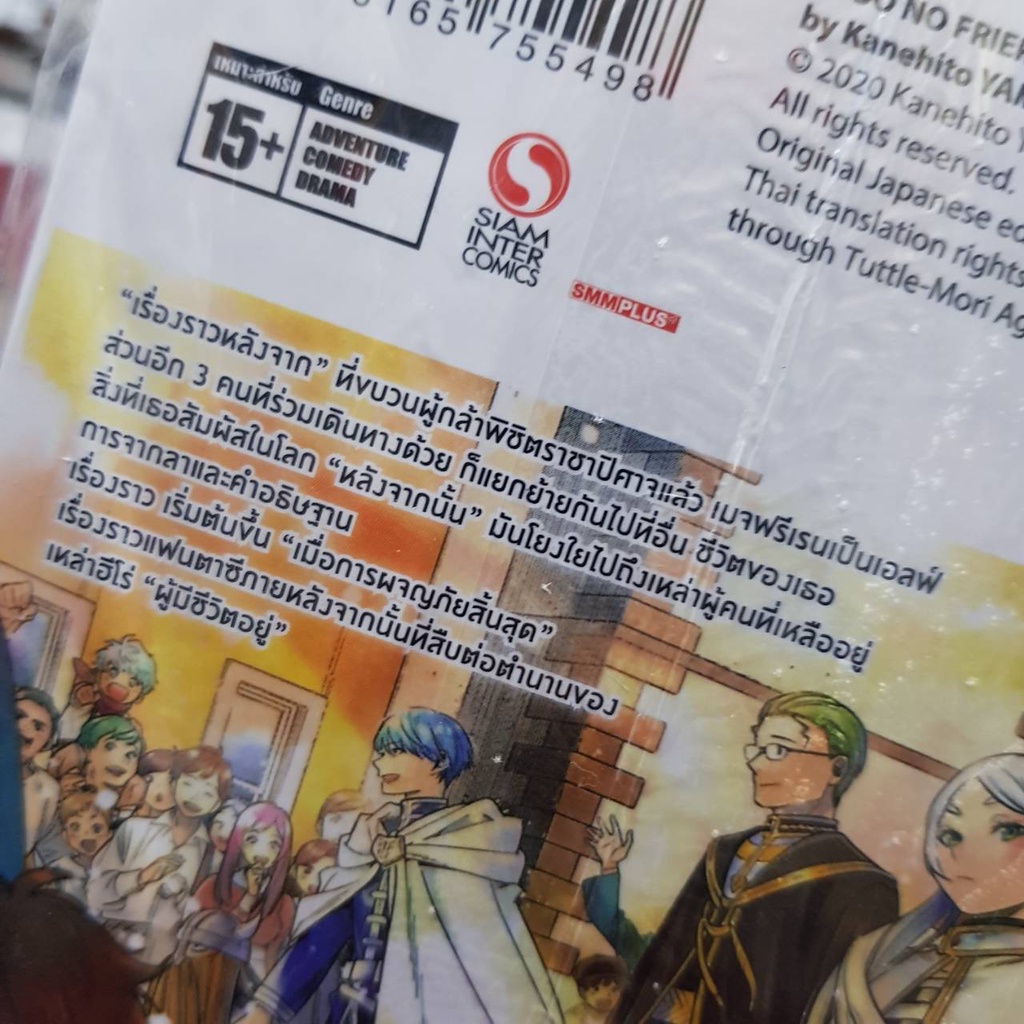 755498
เหมาะสำหรับ Genre
15+
ADVENTURE
COMEDY
DRAMA
SIAM
INTER
COMICS
SMMPLUS
NO
by Kanehito
© 2020 Kanehito
All rights reserved.
Original Japanese
Thai translation rights
through Tuttle-Mori
“เรื่องราวหลังจาก” ที่ขบวนผู้กล้าพิชิตราชาปีศาจแล้ว เมจฟรีเรนเป็นเอลฟ์
ส่วนอีก 3 คนที่ร่วมเดินทางด้วย ก็แยกย้ายกันไปที่อื่น ชีวิตของเธอ
สิ่งที่เธอสัมผัสในโลก “หลังจากนั้น” มันโยงใยไปถึงเหล่าผู้คนที่เหลืออยู่
การจากลาและคำอธิษฐาน
เรื่องราว เริ่มต้นขึ้น “เมื่อการผจญภัยสิ้นสุด”
เรื่องราวแฟนตาซีภายหลังจากนั้นที่สืบต่อตำนานของ
เหล่าฮีโร่ “ผู้มีชีวิตอยู่”